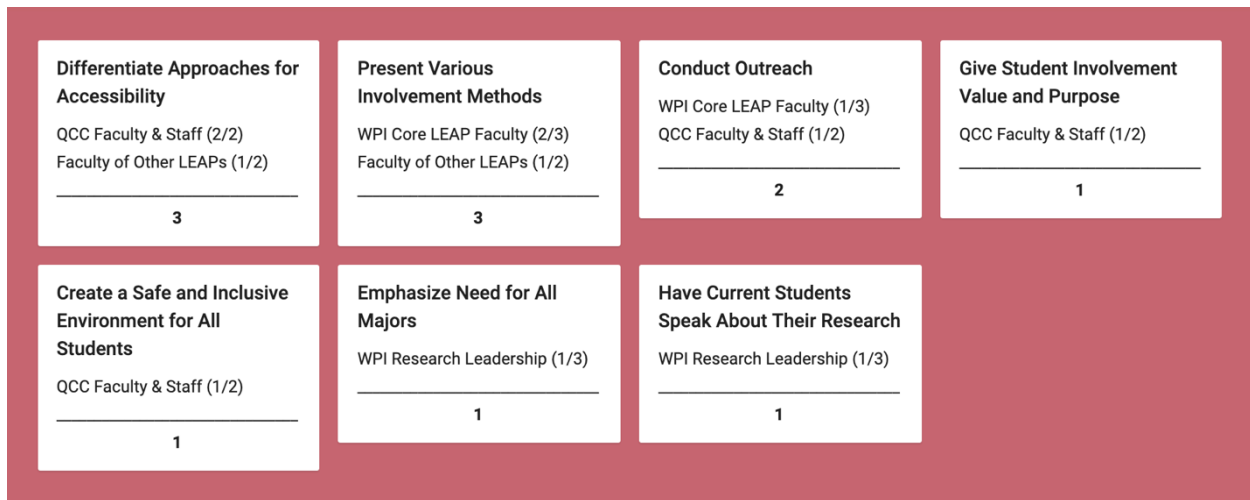 Differentiate Approaches for
Accessibility
QCC Faculty & Staff (2/2)
Faculty of Other LEAPs (1/2)
3
Present Various
Involvement Methods
WPI Core LEAP Faculty (2/3)
Faculty of Other LEAPs (1/2)
3
Conduct Outreach
WPI Core LEAP Faculty (1/3)
QCC Faculty & Staff (1/2)
2
Give Student Involvement
Value and Purpose
QCC Faculty & Staff (1/2)
1
Create a Safe and Inclusive
Environment for All
Students
QCC Faculty & Staff (1/2)
1
Emphasize Need for All
Majors
WPI Research Leadership (1/3)
1
Have Current Students
Speak About Their Research
WPI Research Leadership (1/3)
1